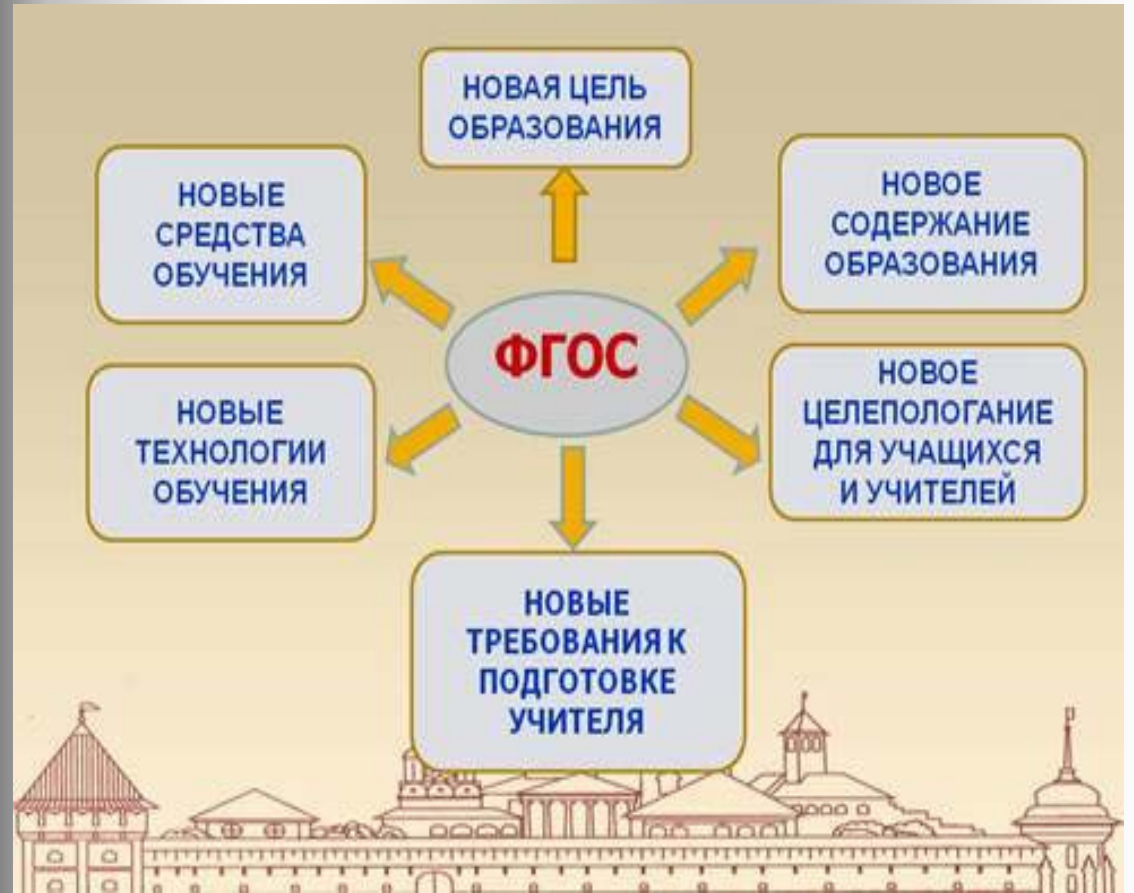 НОВАЯ ЦЕЛЬ
ОБРАЗОВАНИЯ
НОВЫЕ
СРЕДСТВА
ОБУЧЕНИЯ
НОВОЕ
СОДЕРЖАНИЕ
ОБРАЗОВАНИЯ
ФГОС
НОВЫЕ
ТЕХНОЛОГИИ
ОБУЧЕНИЯ
НОВОЕ
ЦЕЛЕПОЛОГАНИЕ
ДЛЯ УЧАЩИХСЯ
И УЧИТЕЛЕЙ
НОВЫЕ
ТРЕБОВАНИЯ К
ПОДГОТОВКЕ
УЧИТЕЛЯ